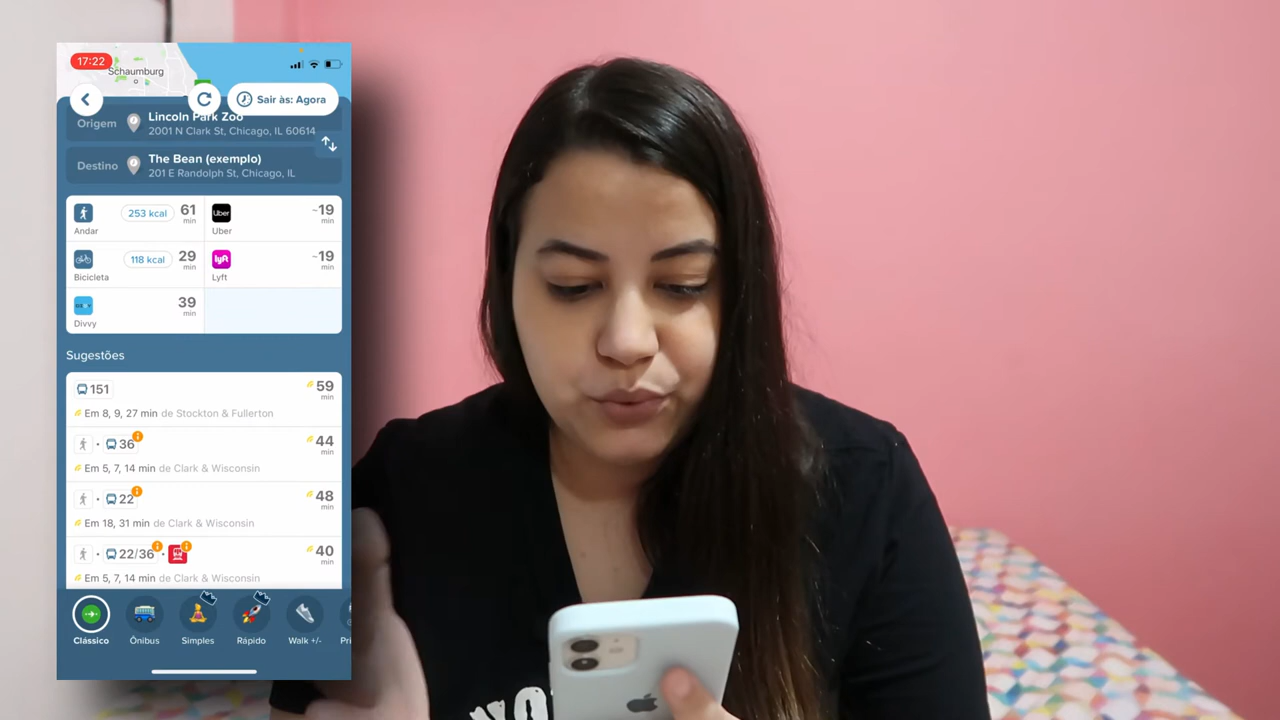 17:22
Schaumburg
Sair às: Agora
Origem
Lincoln Park Zoo
2001 N Clark St, Chicago, IL 60614
Destino
The Bean (exemplo)
201 E Randolph St, Chicago, IL
253 kcal
61
min
Andar
Uber
~19
min
Uber
118 kcal
29
min
Bicicleta
lyft
~19
min
Lyft
39
min
Divvy
Sugestões
151
59
min
Em 8, 9, 27 min de Stockton & Fullerton
36
44
min
Em 5, 7, 14 min de Clark & Wisconsin
22
48
min
Em 18, 31 min de Clark & Wisconsin
22/36
40
min
Em 5, 7, 14 min de Clark & Wisconsin
Clássico
Ônibus
Simples
Rápido
Walk +/-
Pri